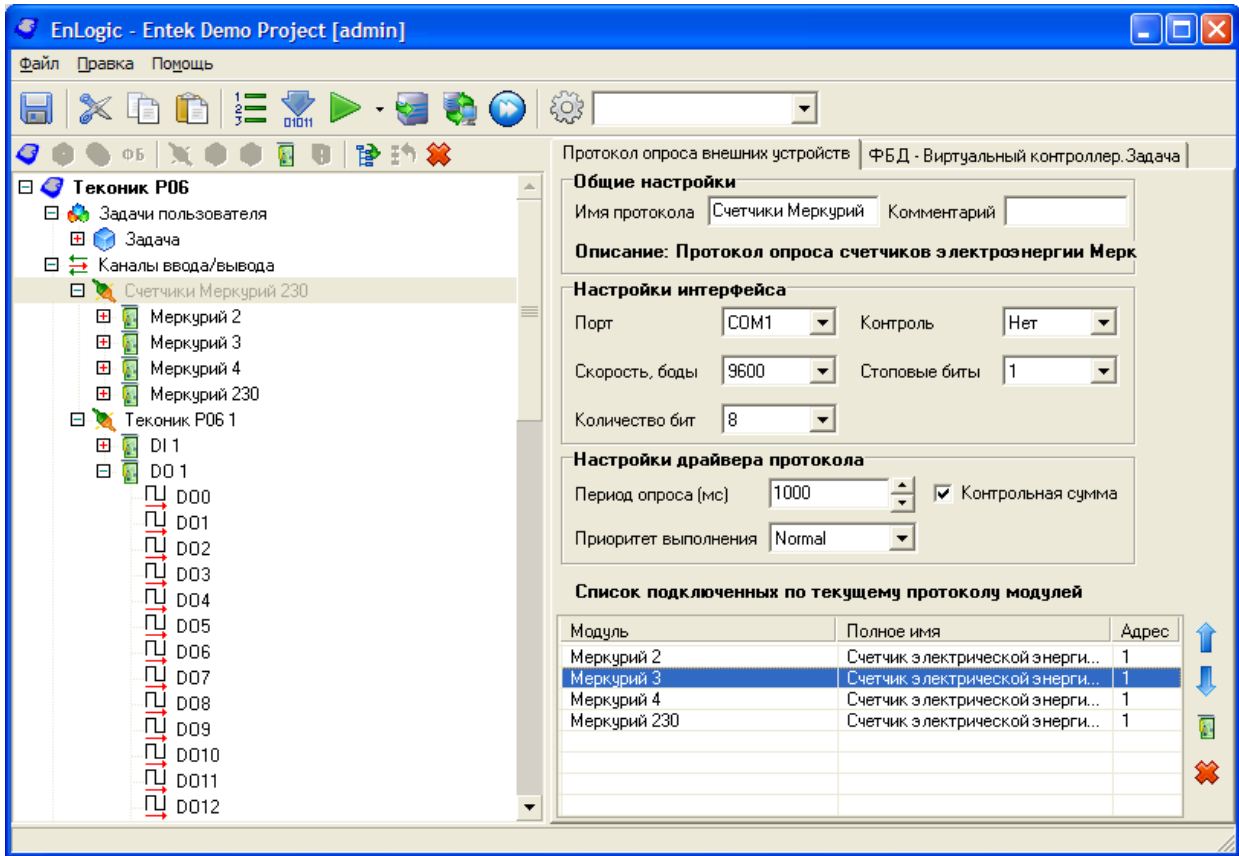 EnLogic - Entek Demo Project [admin]
Файл Правка Помощь
1 2 3 01011
ФБ
Теконик P06
Задачи пользователя
Задача
Каналы ввода/вывода
Счетчики Меркурий 230
Меркурий 2
Меркурий 3
Меркурий 4
Меркурий 230
Теконик P06 1
DI 1
DO 1
DO0
DO1
DO2
DO3
DO4
DO5
DO6
DO7
DO8
DO9
DO10
DO11
DO12
Протокол опроса внешних устройств ФБД - Виртуальный контроллер.Задача
Общие настройки
Имя протокола Счетчики Меркурий Комментарий
Описание: Протокол опроса счетчиков электроэнергии Мерк
Настройки интерфейса
Порт COM1 Контроль Нет
Скорость, боды 9600 Стоповые биты 1
Количество бит 8
Настройки драйвера протокола
Период опроса (мс) 1000 Контрольная сумма
Приоритет выполнения Normal
Список подключенных по текущему протоколу модулей
Модуль Полное имя Адрес
Меркурий 2 Счетчик электрической энерги... 1
Меркурий 3 Счетчик электрической энерги... 1
Меркурий 4 Счетчик электрической энерги... 1
Меркурий 230 Счетчик электрической энерги... 1